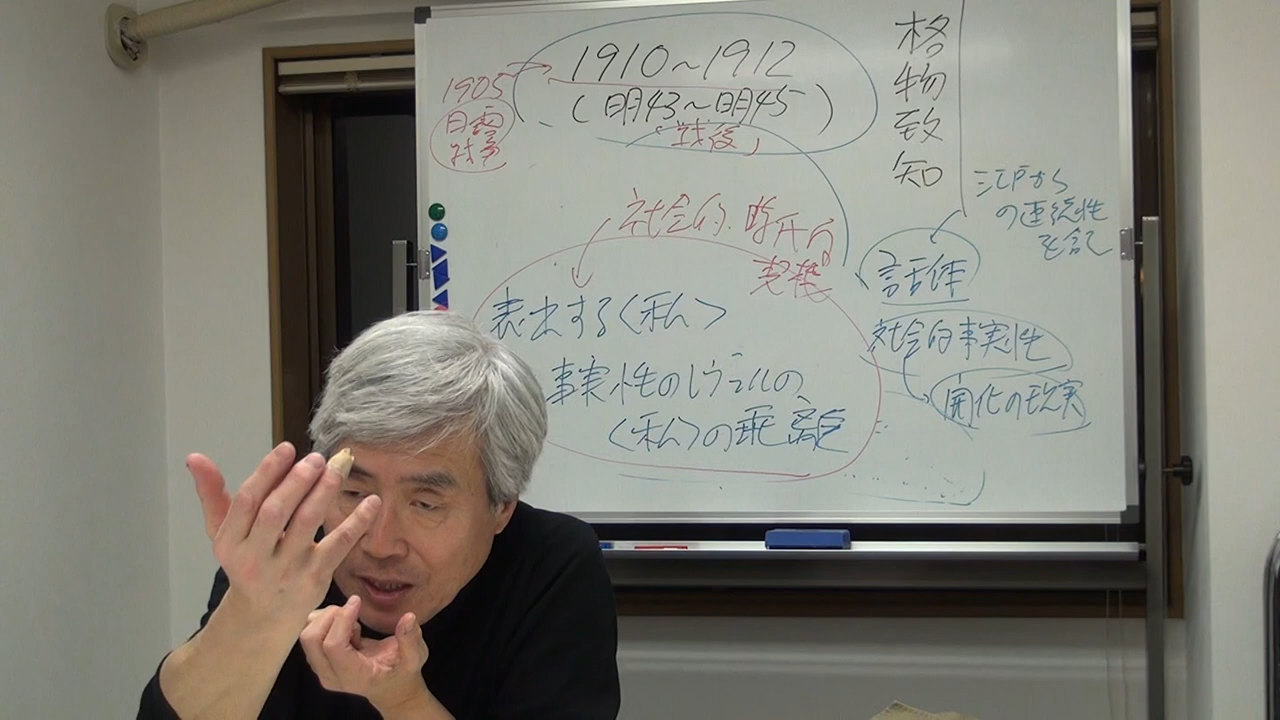 1910～1912
(明43～明45)
「戦後」
1905
日露
戦争
社会的、時代的
契機
表出する〈私〉
事実性のレヴェルの、
〈私〉の乖離
格物致知
江戸から
の連続性
話体
社会的事実性
開化の現実